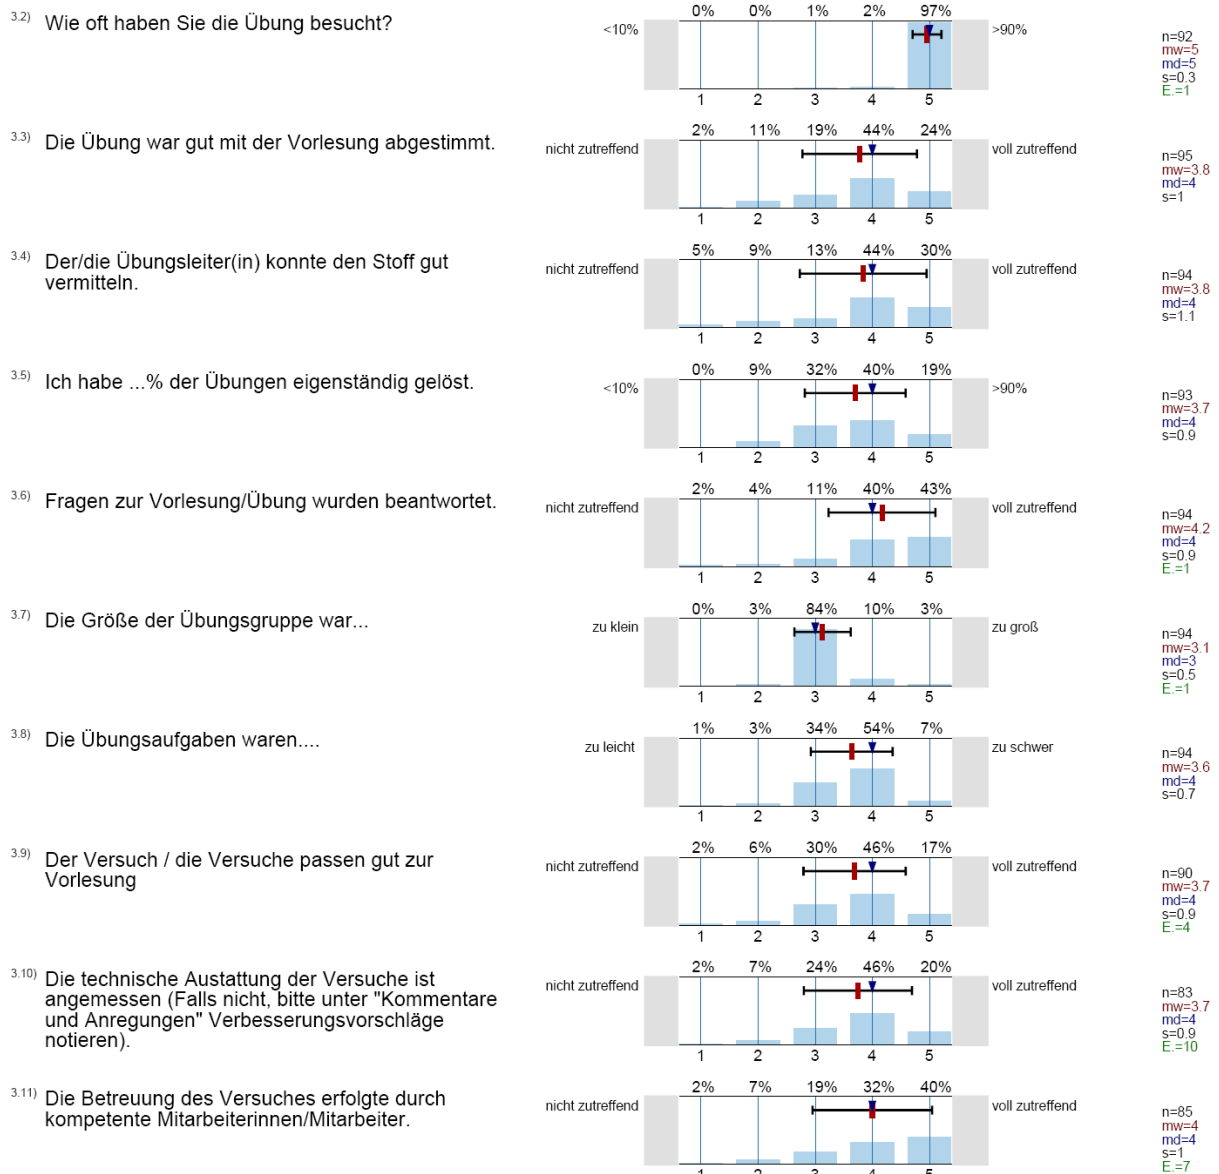 3.2) Wie oft haben Sie die Übung besucht?
0% 0% 1% 2% 97%
<10% >90%
1 2 3 4 5
n=92
mw=5
md=5
s=0.3
E.=1
3.3) Die Übung war gut mit der Vorlesung abgestimmt.
2% 11% 19% 44% 24%
nicht zutreffend voll zutreffend
1 2 3 4 5
n=95
mw=3.8
md=4
s=1
3.4) Der/die Übungsleiter(in) konnte den Stoff gut
vermitteln.
5% 9% 13% 44% 30%
nicht zutreffend voll zutreffend
1 2 3 4 5
n=94
mw=3.8
md=4
s=1.1
3.5) Ich habe ...% der Übungen eigenständig gelöst.
0% 9% 32% 40% 19%
<10% >90%
1 2 3 4 5
n=93
mw=3.7
md=4
s=0.9
3.6) Fragen zur Vorlesung/Übung wurden beantwortet.
2% 4% 11% 40% 43%
nicht zutreffend voll zutreffend
1 2 3 4 5
n=94
mw=4.2
md=4
s=0.9
E.=1
3.7) Die Größe der Übungsgruppe war...
0% 3% 84% 10% 3%
zu klein zu groß
1 2 3 4 5
n=94
mw=3.1
md=3
s=0.5
E.=1
3.8) Die Übungsaufgaben waren....
1% 3% 34% 54% 7%
zu leicht zu schwer
1 2 3 4 5
n=94
mw=3.6
md=4
s=0.7
3.9) Der Versuch / die Versuche passen gut zur
Vorlesung
2% 6% 30% 46% 17%
nicht zutreffend voll zutreffend
1 2 3 4 5
n=90
mw=3.7
md=4
s=0.9
E.=4
3.10) Die technische Austattung der Versuche ist
angemessen (Falls nicht, bitte unter "Kommentare
und Anregungen" Verbesserungsvorschläge
notieren).
2% 7% 24% 46% 20%
nicht zutreffend voll zutreffend
1 2 3 4 5
n=83
mw=3.7
md=4
s=0.9
E.=10
3.11) Die Betreuung des Versuches erfolgte durch
kompetente Mitarbeiterinnen/Mitarbeiter.
2% 7% 19% 32% 40%
nicht zutreffend voll zutreffend
1 2 3 4 5
n=85
mw=4
md=4
s=1
E.=7